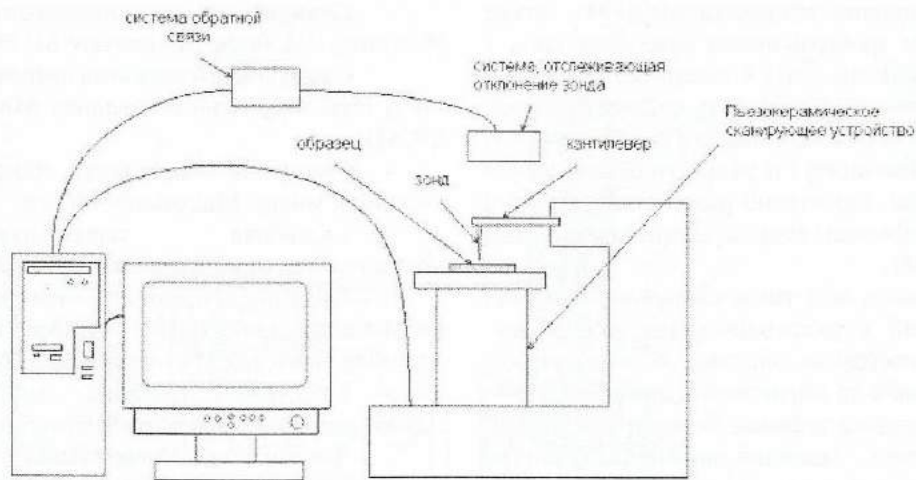 система обратной
связи
система, отслеживающая
отклонение зонда
Пьезокерамическое
сканирующее устройство
образец
кантилевер
зонд